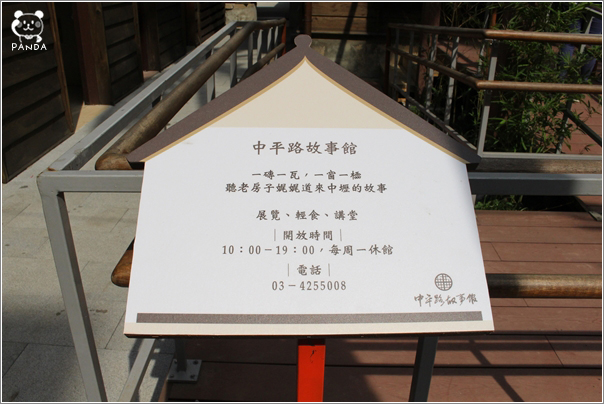 PANDA
中平路故事館
一磚一瓦，一窗一檯
聽老房子娓娓道來中壢的故事
展覽、輕食、講堂
｜開放時間｜
10：00－19：00，每周一休館
｜電話｜
03－4255008
中平路故事館